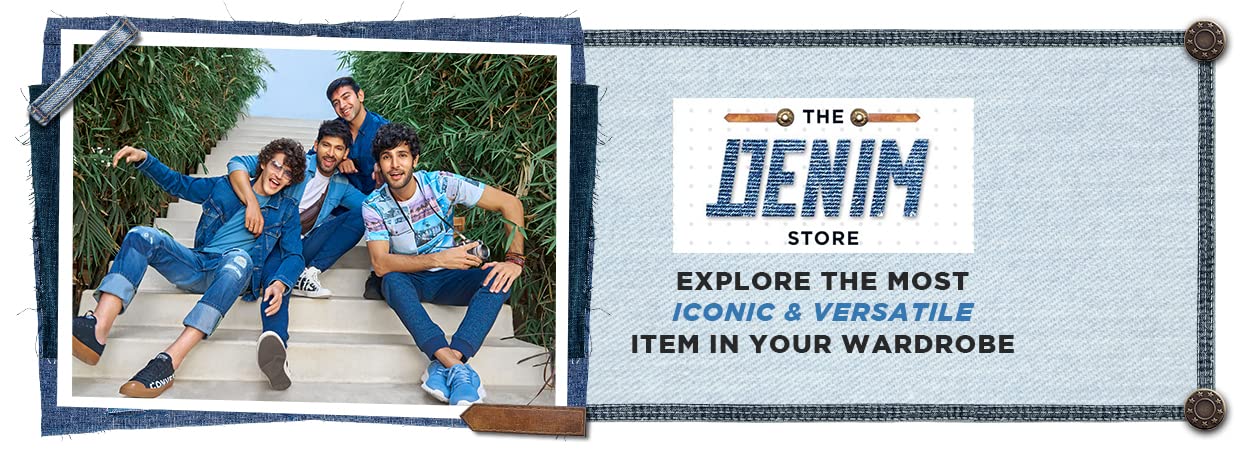 THE
DENIM
STORE
EXPLORE THE MOST
ICONIC & VERSATILE
ITEM IN YOUR WARDROBE